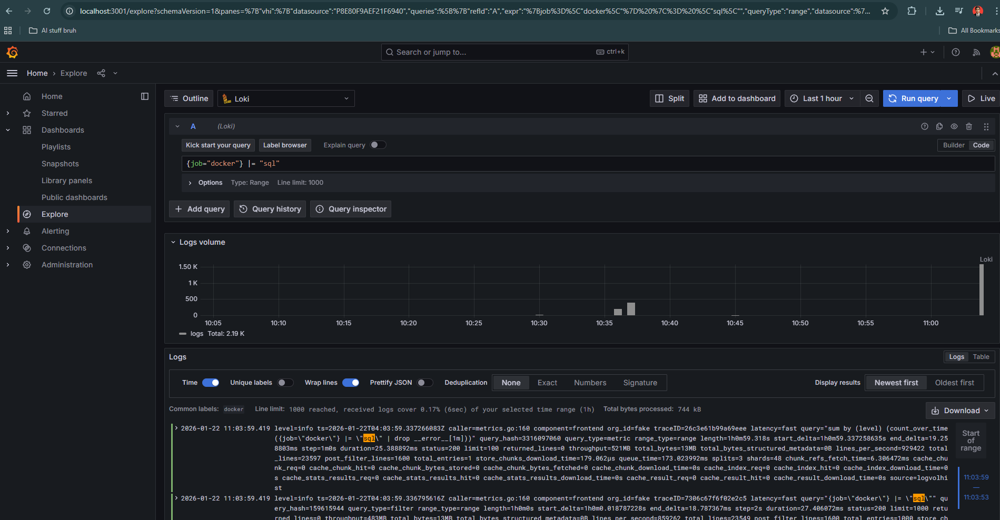 localhost:3001/explore?schemaVersion=1&panes=%7B"vhi":%7B"datasource":"P8E80F9AEF21F6940","queries":%5B%7B"refId":"A","expr":"%7Bjob%3D%5C"docker%5C"%7D%20%7C%3D%20%5C"sql%5C"","queryType":"range","datasource":%7...
AI stuff bruh
All Bookmarks
Search or jump to...
ctrl+k
Home › Explore
Home
Starred
Dashboards
Playlists
Snapshots
Library panels
Public dashboards
Explore
Alerting
Connections
Administration
Outline
Loki
Split
Add to dashboard
Last 1 hour
Run query
Live
A (Loki)
Kick start your query
Label browser
Explain query
Builder
Code
{job="docker"} |= "sql"
Options Type: Range Line limit: 1000
Add query
Query history
Query inspector
Logs volume
Loki
1.50 K
1 K
500
0
10:05 10:10 10:15 10:20 10:25 10:30 10:35 10:40 10:45 10:50 10:55 11:00
logs Total: 2.19 K
Logs
Logs
Table
Time
Unique labels
Wrap lines
Prettify JSON
Deduplication
None
Exact
Numbers
Signature
Display results
Newest first
Oldest first
Common labels: docker Line limit: 1000 reached, received logs cover 0.17% (6sec) of your selected time range (1h) Total bytes processed: 744 kB
Download
2026-01-22 11:03:59.419 level=info ts=2026-01-22T04:03:59.337266083Z caller=metrics.go:160 component=frontend org_id=fake traceID=26c3e61b99a69eee latency=fast query="sum by (level) (count_over_time
({job=\"docker\"} |= \"sql\" | drop __error__[1m]))" query_hash=3316097060 query_type=metric range_type=range length=1h0m59.318s start_delta=1h0m59.337258635s end_delta=19.25
8803ms step=1m0s duration=25.388892ms status=200 limit=100 returned_lines=0 throughput=521MB total_bytes=13MB total_bytes_structured_metadata=0B lines_per_second=929422 total
_lines=23597 post_filter_lines=1600 total_entries=1 store_chunks_download_time=179.062µs queue_time=173.023992ms splits=3 shards=48 chunk_refs_fetch_time=6.306472ms cache_chu
nk_req=0 cache_chunk_hit=0 cache_chunk_bytes_stored=0 cache_chunk_bytes_fetched=0 cache_chunk_download_time=0s cache_index_req=0 cache_index_hit=0 cache_index_download_time=0
s cache_stats_results_req=0 cache_stats_results_hit=0 cache_stats_results_download_time=0s cache_result_req=0 cache_result_hit=0 cache_result_download_time=0s source=logvolhi
st
Start
of
range
11:03:59
—
11:03:53
2026-01-22 11:03:59.419 level=info ts=2026-01-22T04:03:59.336795616Z caller=metrics.go:160 component=frontend org_id=fake traceID=7306c67f6f02e2c5 latency=fast query="{job=\"docker\"} |= \"sql\"" qu
ery_hash=159615944 query_type=filter range_type=range length=1h0m0s start_delta=1h0m0.018787228s end_delta=18.787367ms step=2s duration=27.406072ms status=200 limit=1000 retu
rned_lines=0 throughput=483MB total_bytes=13MB total_bytes_structured_metadata=0B lines_per_second=859262 total_lines=23549 post_filter_lines=1600 total_entries=1000 store_ch